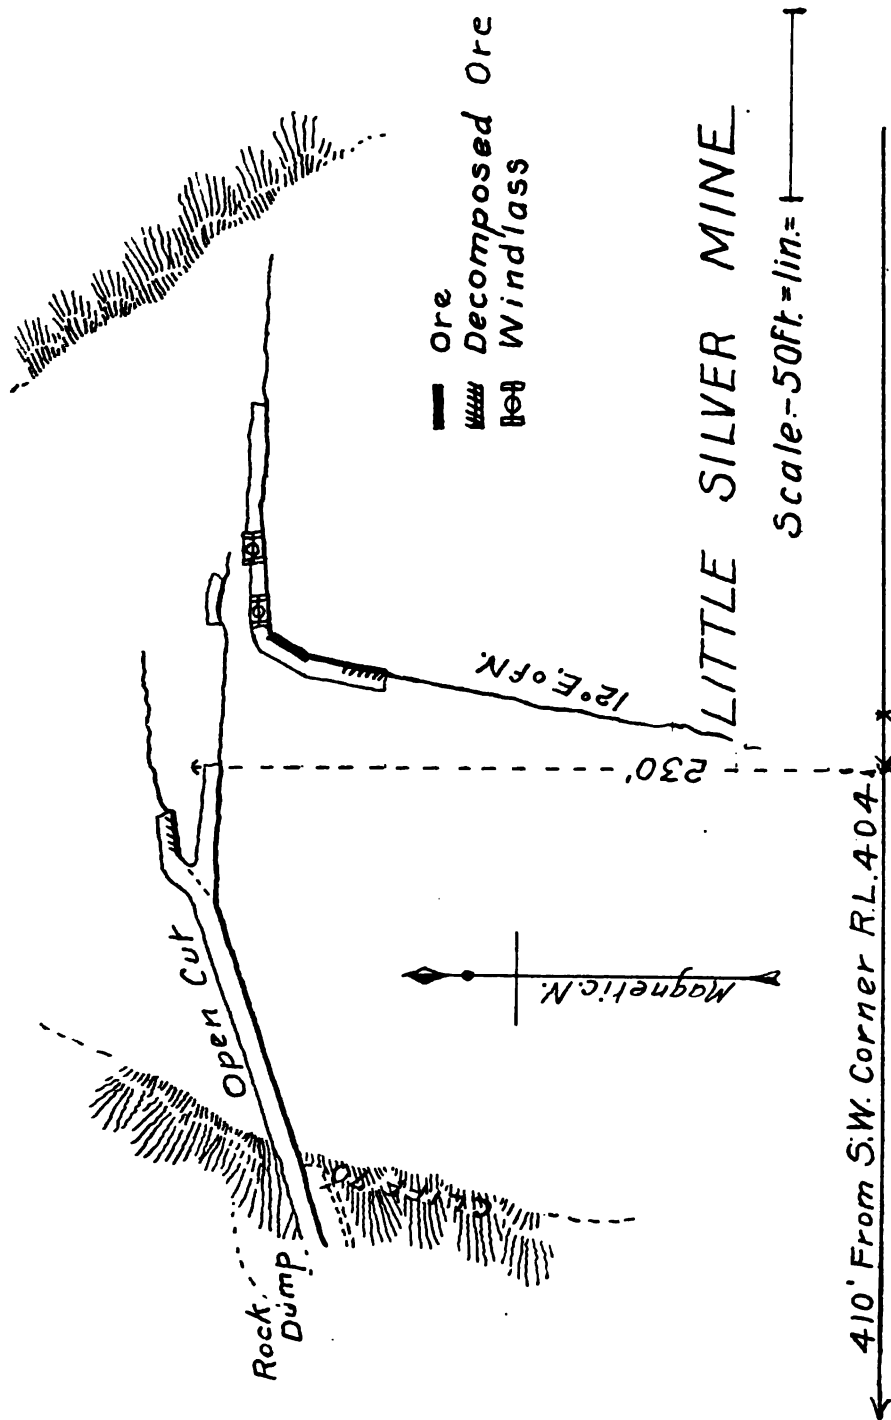 Ore
Decomposed Ore
Windlass
Open Cut
Rock
Dump
12° E. of N.
230'
Magnetic N.
LITTLE SILVER MINE
Scale:-50Ft.=1in.=
410' From S.W. Corner R.L. 404